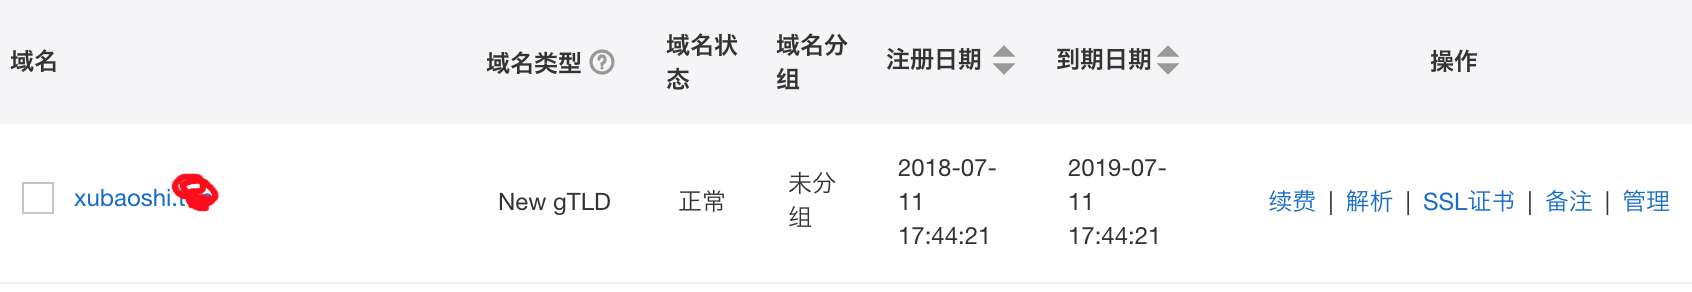 域名
域名类型
域名状
态
域名分
组
注册日期
到期日期
操作
xubaoshi.
New gTLD
正常
未分
组
2018-07-
11
17:44:21
2019-07-
11
17:44:21
续费 | 解析 | SSL证书 | 备注 | 管理